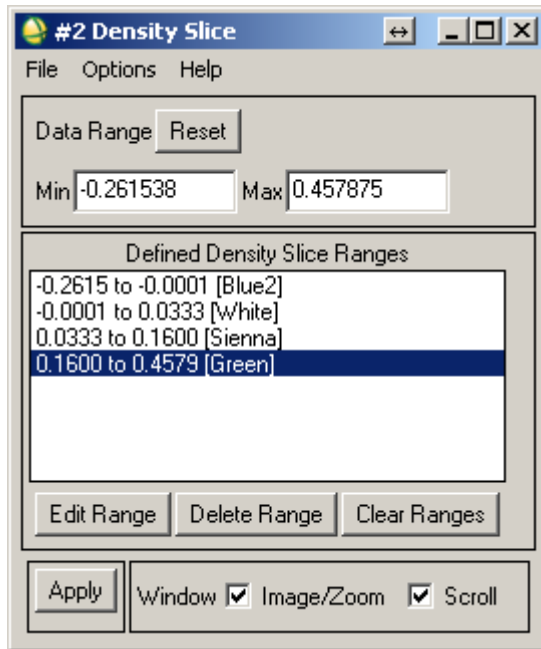 #2 Density Slice
File Options Help
Data Range Reset
Min -0.261538 Max 0.457875
Defined Density Slice Ranges
-0.2615 to -0.0001 [Blue2]
-0.0001 to 0.0333 [White]
0.0333 to 0.1600 [Sienna]
0.1600 to 0.4579 [Green]
Edit Range Delete Range Clear Ranges
Apply Window Image/Zoom Scroll